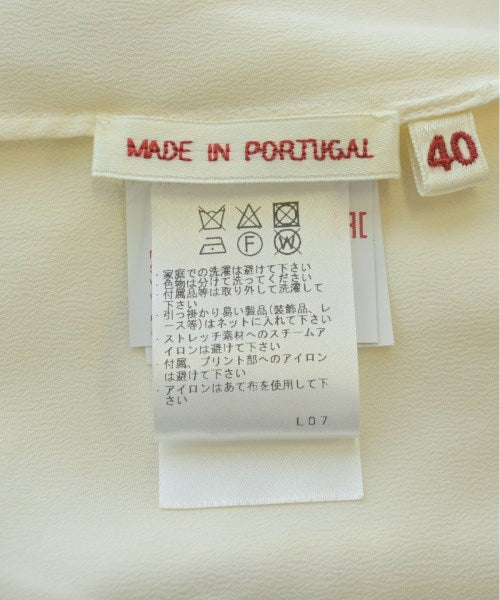 MADE IN PORTUGAL
40
F W
・家庭での洗濯は避けて下さい
・色物は分けて洗ってください
・付属品等は取り外して洗濯して
下さい
・引っ掛かり易い製品(装飾品、レ
ース等)はネットに入れて下さい
・ストレッチ素材へのスチームア
イロンは避けて下さい
・付属、プリント部へのアイロン
は避けて下さい
・アイロンはあて布を使用して下
さい
L07